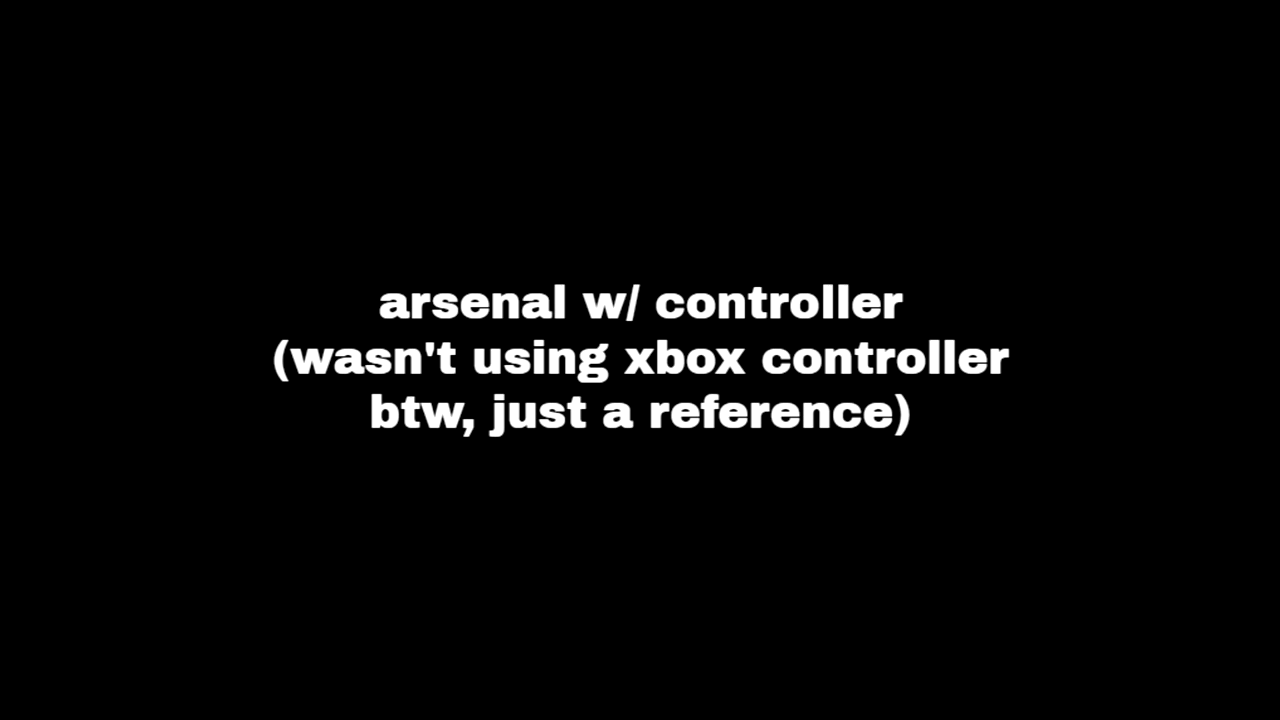 arsenal w/ controller
(wasn't using xbox controller
btw, just a reference)